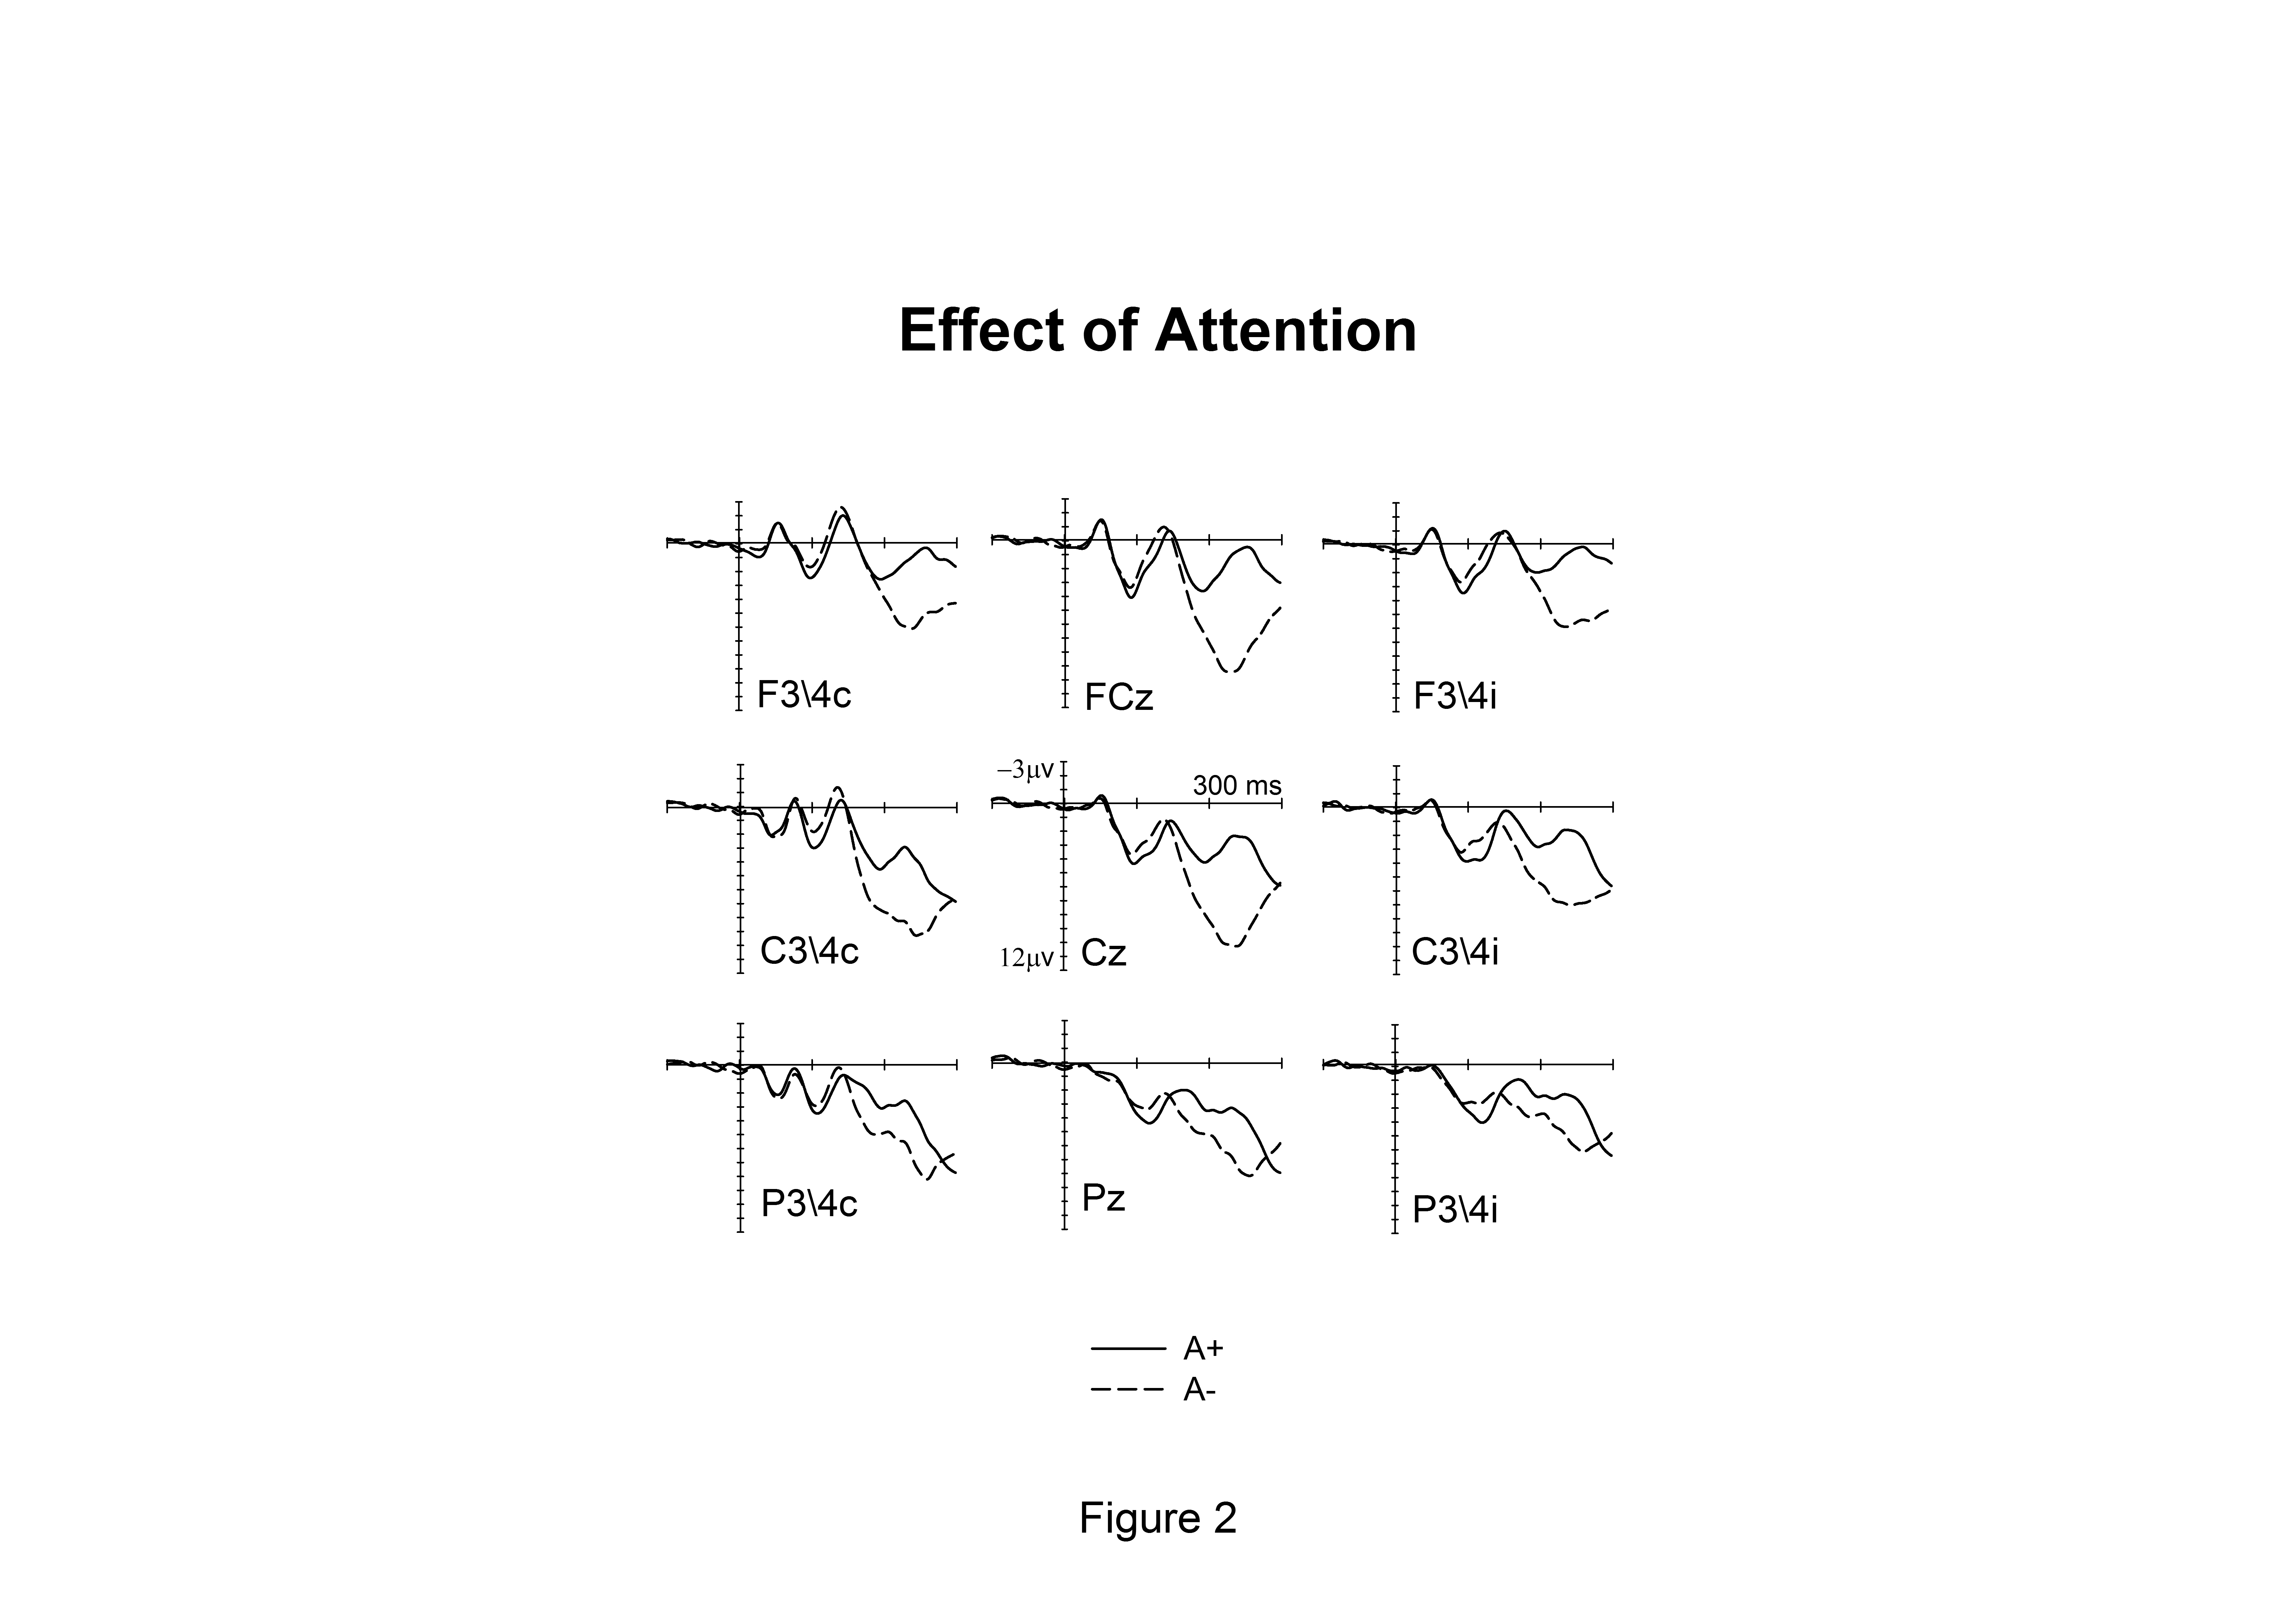 Effect of Attention
F3\4c
FCz
F3\4i
−3μv
300 ms
C3\4c
12μv
Cz
C3\4i
P3\4c
Pz
P3\4i
A+
A-
Figure 2